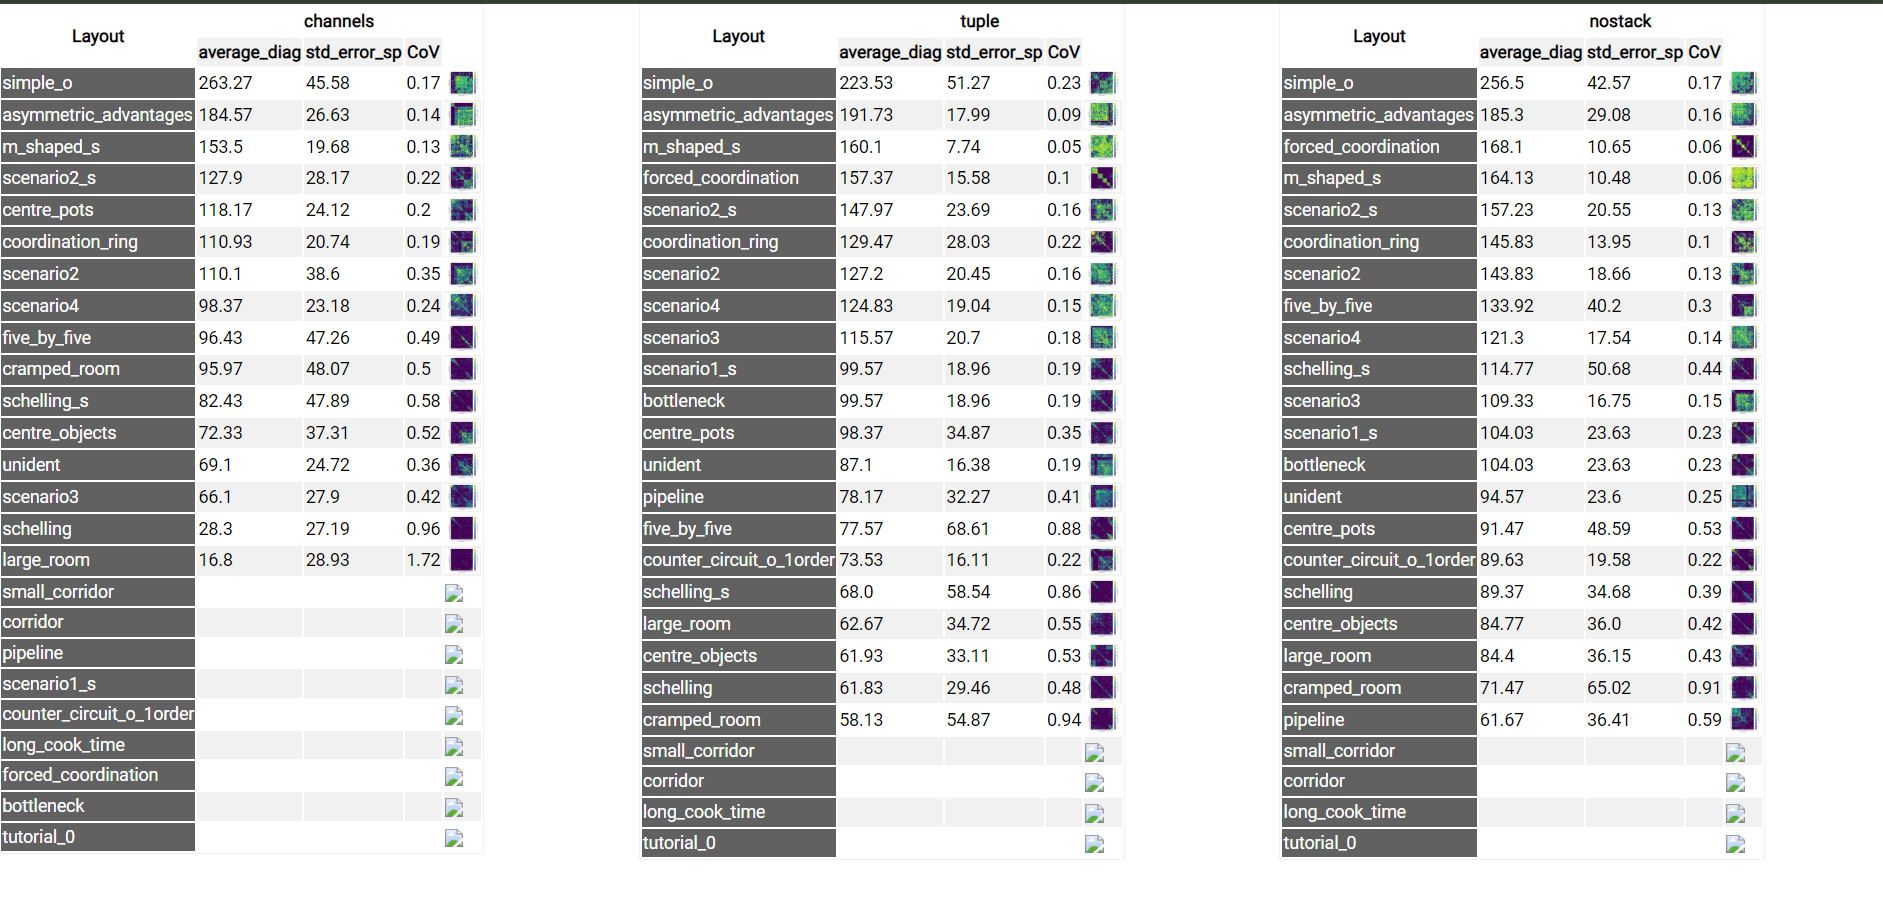 channels
Layout
average_diag std_error_sp CoV
simple_o 263.27 45.58 0.17
asymmetric_advantages 184.57 26.63 0.14
m_shaped_s 153.5 19.68 0.13
scenario2_s 127.9 28.17 0.22
centre_pots 118.17 24.12 0.2
coordination_ring 110.93 20.74 0.19
scenario2 110.1 38.6 0.35
scenario4 98.37 23.18 0.24
five_by_five 96.43 47.26 0.49
cramped_room 95.97 48.07 0.5
schelling_s 82.43 47.89 0.58
centre_objects 72.33 37.31 0.52
unident 69.1 24.72 0.36
scenario3 66.1 27.9 0.42
schelling 28.3 27.19 0.96
large_room 16.8 28.93 1.72
small_corridor
corridor
pipeline
scenario1_s
counter_circuit_o_1order
long_cook_time
forced_coordination
bottleneck
tutorial_0
tuple
Layout
average_diag std_error_sp CoV
simple_o 223.53 51.27 0.23
asymmetric_advantages 191.73 17.99 0.09
m_shaped_s 160.1 7.74 0.05
forced_coordination 157.37 15.58 0.1
scenario2_s 147.97 23.69 0.16
coordination_ring 129.47 28.03 0.22
scenario2 127.2 20.45 0.16
scenario4 124.83 19.04 0.15
scenario3 115.57 20.7 0.18
scenario1_s 99.57 18.96 0.19
bottleneck 99.57 18.96 0.19
centre_pots 98.37 34.87 0.35
unident 87.1 16.38 0.19
pipeline 78.17 32.27 0.41
five_by_five 77.57 68.61 0.88
counter_circuit_o_1order 73.53 16.11 0.22
schelling_s 68.0 58.54 0.86
large_room 62.67 34.72 0.55
centre_objects 61.93 33.11 0.53
schelling 61.83 29.46 0.48
cramped_room 58.13 54.87 0.94
small_corridor
corridor
long_cook_time
tutorial_0
nostack
Layout
average_diag std_error_sp CoV
simple_o 256.5 42.57 0.17
asymmetric_advantages 185.3 29.08 0.16
forced_coordination 168.1 10.65 0.06
m_shaped_s 164.13 10.48 0.06
scenario2_s 157.23 20.55 0.13
coordination_ring 145.83 13.95 0.1
scenario2 143.83 18.66 0.13
five_by_five 133.92 40.2 0.3
scenario4 121.3 17.54 0.14
schelling_s 114.77 50.68 0.44
scenario3 109.33 16.75 0.15
scenario1_s 104.03 23.63 0.23
bottleneck 104.03 23.63 0.23
unident 94.57 23.6 0.25
centre_pots 91.47 48.59 0.53
counter_circuit_o_1order 89.63 19.58 0.22
schelling 89.37 34.68 0.39
centre_objects 84.77 36.0 0.42
large_room 84.4 36.15 0.43
cramped_room 71.47 65.02 0.91
pipeline 61.67 36.41 0.59
small_corridor
corridor
long_cook_time
tutorial_0